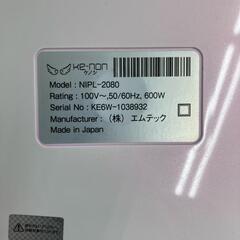 Ke-non
ケノン
Model : NIPL-2080
Rating : 100V～,50/60Hz, 600W
Serial No : KE6W-1038932
Manufacturer : （株）エムテック
Made in Japan